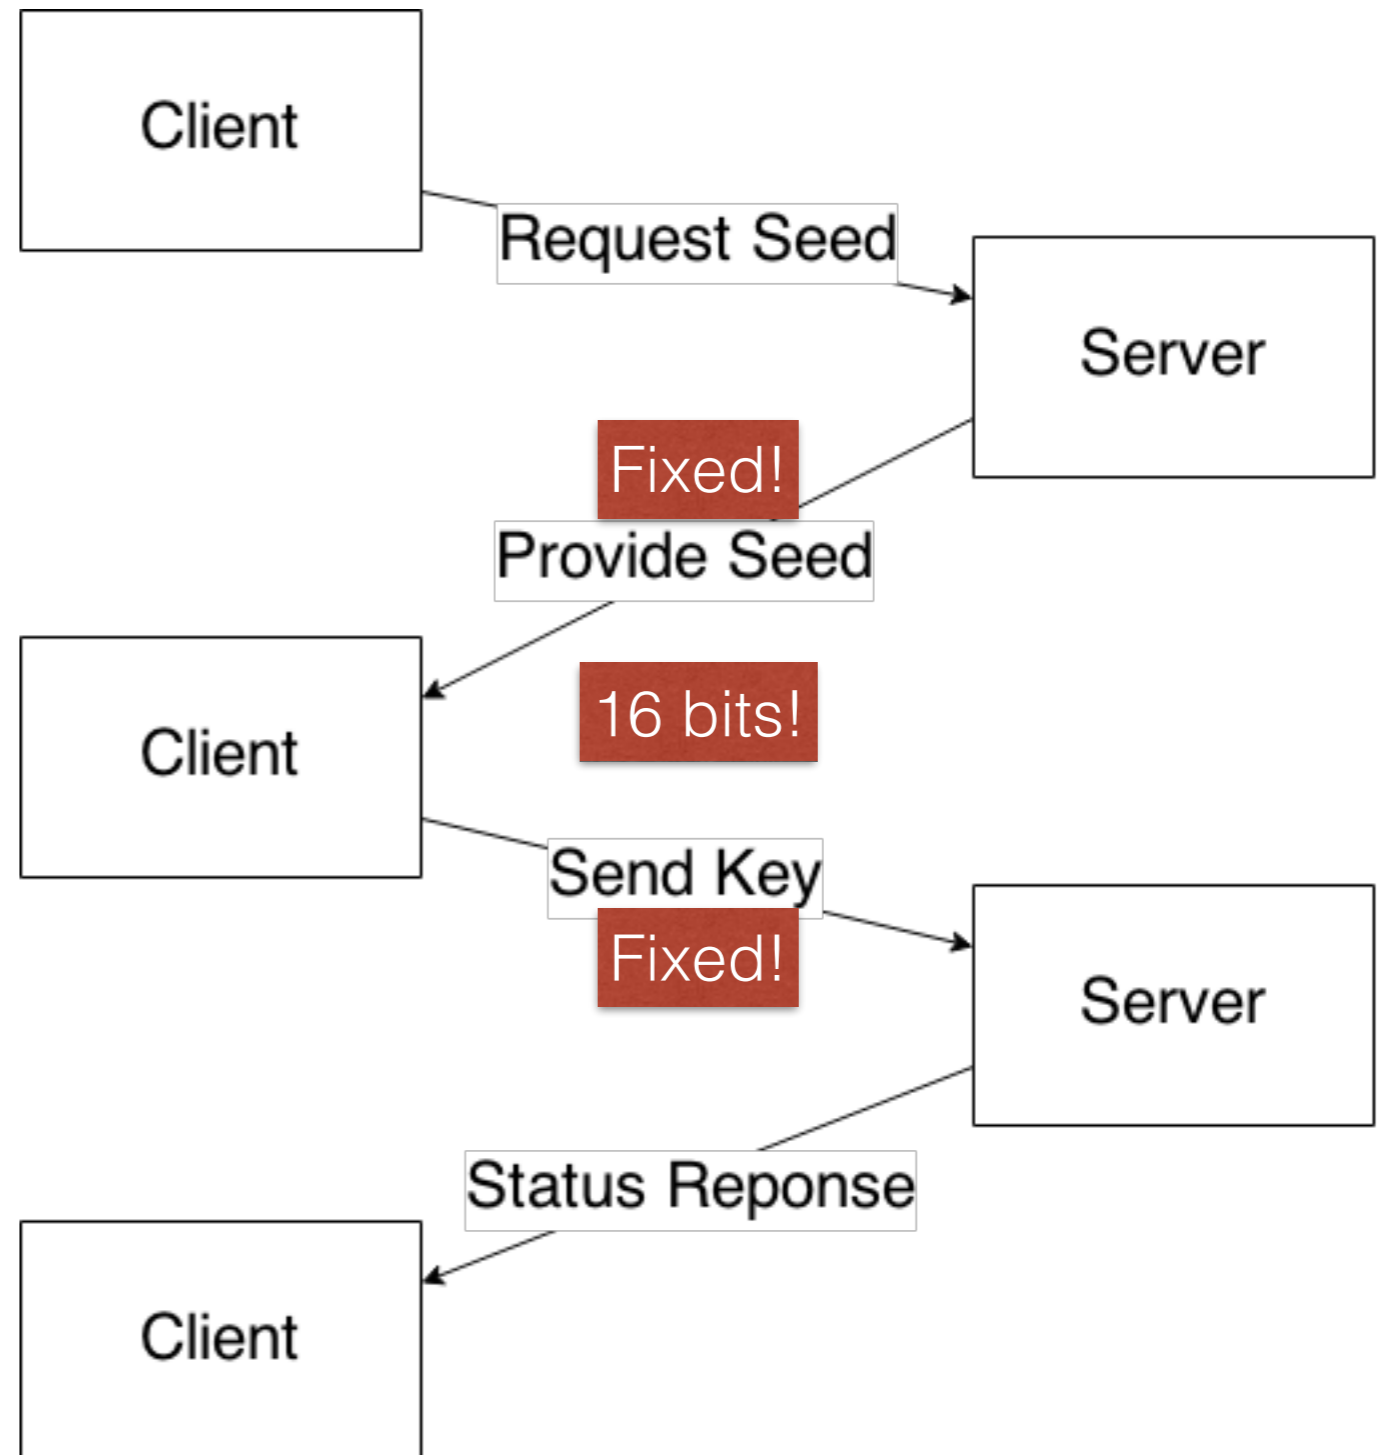 Client
Request Seed
Server
Fixed!
Provide Seed
16 bits!
Client
Send Key
Fixed!
Server
Status Reponse
Client